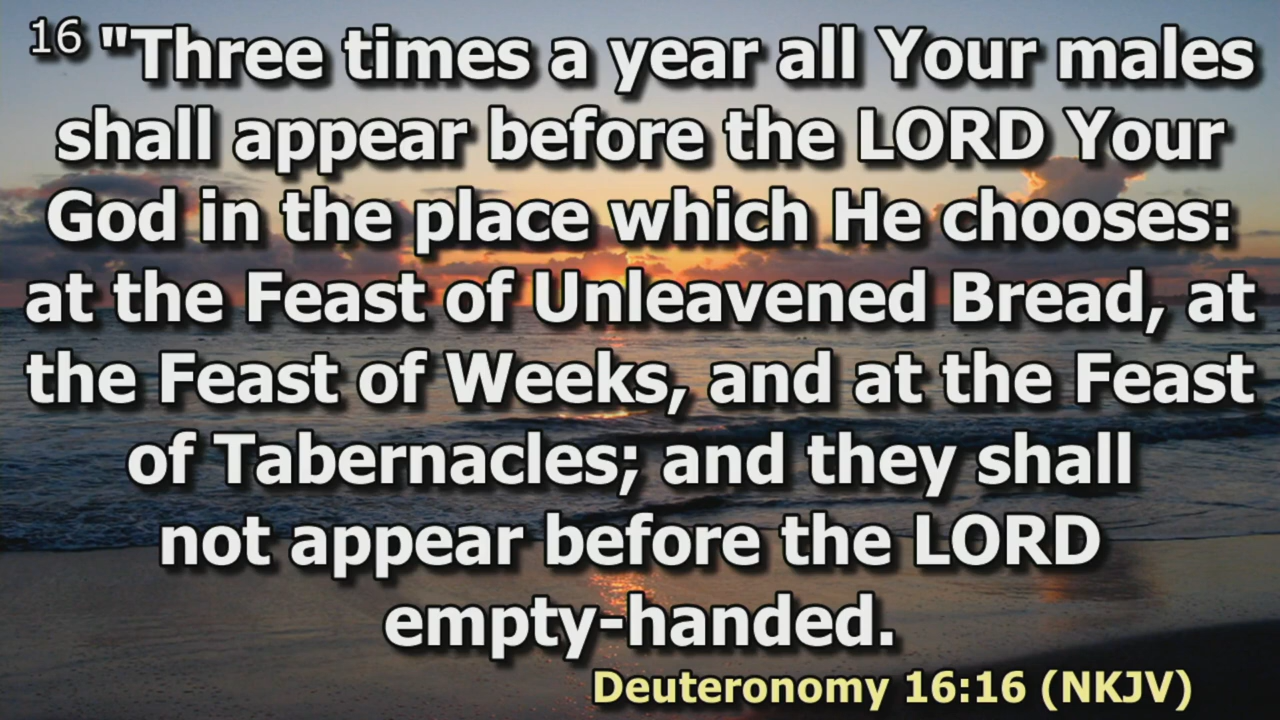 16 "Three times a year all Your males
shall appear before the LORD Your
God in the place which He chooses:
at the Feast of Unleavened Bread, at
the Feast of Weeks, and at the Feast
of Tabernacles; and they shall
not appear before the LORD
empty-handed.
Deuteronomy 16:16 (NKJV)